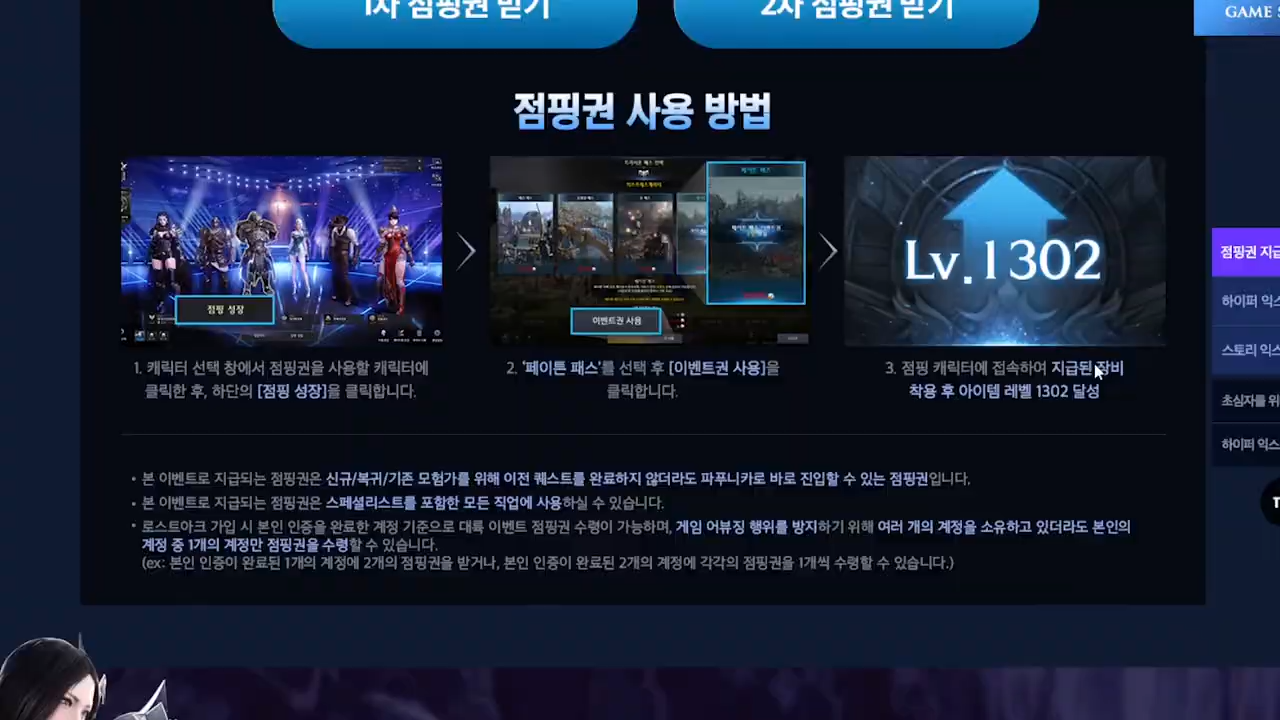 1차 점핑권 받기
2차 점핑권 받기
GAME S
점핑권 사용 방법
점핑 성장
이벤트권 사용
Lv.1302
1. 캐릭터 선택 창에서 점핑권을 사용할 캐릭터에
클릭한 후, 하단의 [점핑 성장]을 클릭합니다.
2. '페이튼 패스'를 선택 후 [이벤트권 사용]을
클릭합니다.
3. 점핑 캐릭터에 접속하여 지급된 장비
착용 후 아이템 레벨 1302 달성
점핑권 지급
하이퍼 익스
스토리 익스
초심자를 위
하이퍼 익스
• 본 이벤트로 지급되는 점핑권은 신규/복귀/기존 모험가를 위해 이전 퀘스트를 완료하지 않더라도 파푸니카로 바로 진입할 수 있는 점핑권입니다.
• 본 이벤트로 지급되는 점핑권은 스페셜리스트를 포함한 모든 직업에 사용하실 수 있습니다.
• 로스트아크 가입 시 본인 인증을 완료한 계정 기준으로 대륙 이벤트 점핑권 수령이 가능하며, 게임 어뷰징 행위를 방지하기 위해 여러 개의 계정을 소유하고 있더라도 본인의
계정 중 1개의 계정만 점핑권을 수령할 수 있습니다.
(ex: 본인 인증이 완료된 1개의 계정에 2개의 점핑권을 받거나, 본인 인증이 완료된 2개의 계정에 각각의 점핑권을 1개씩 수령할 수 있습니다.)